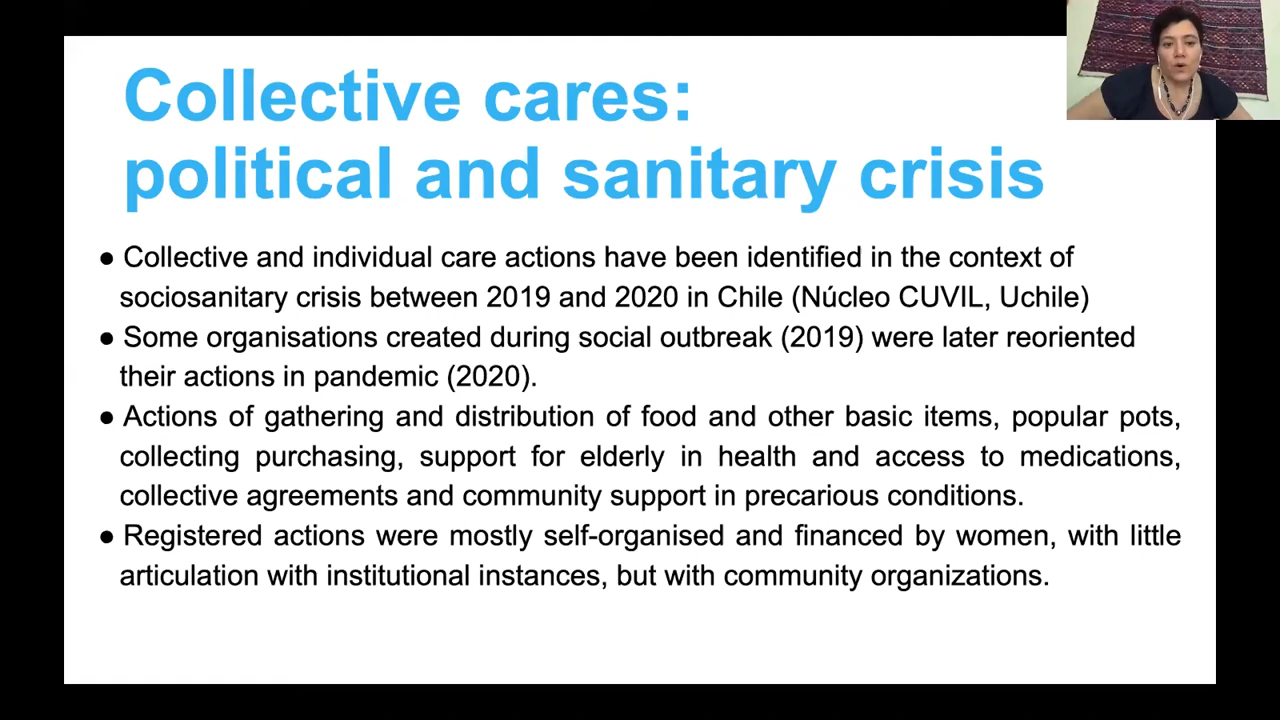 Collective cares:
political and sanitary crisis
● Collective and individual care actions have been identified in the context of
sociosanitary crisis between 2019 and 2020 in Chile (Núcleo CUVIL, Uchile)
● Some organisations created during social outbreak (2019) were later reoriented
their actions in pandemic (2020).
● Actions of gathering and distribution of food and other basic items, popular pots,
collecting purchasing, support for elderly in health and access to medications,
collective agreements and community support in precarious conditions.
● Registered actions were mostly self-organised and financed by women, with little
articulation with institutional instances, but with community organizations.